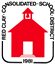 RED CLAY CONSOLIDATED SCHOOL DISTRICT
1981